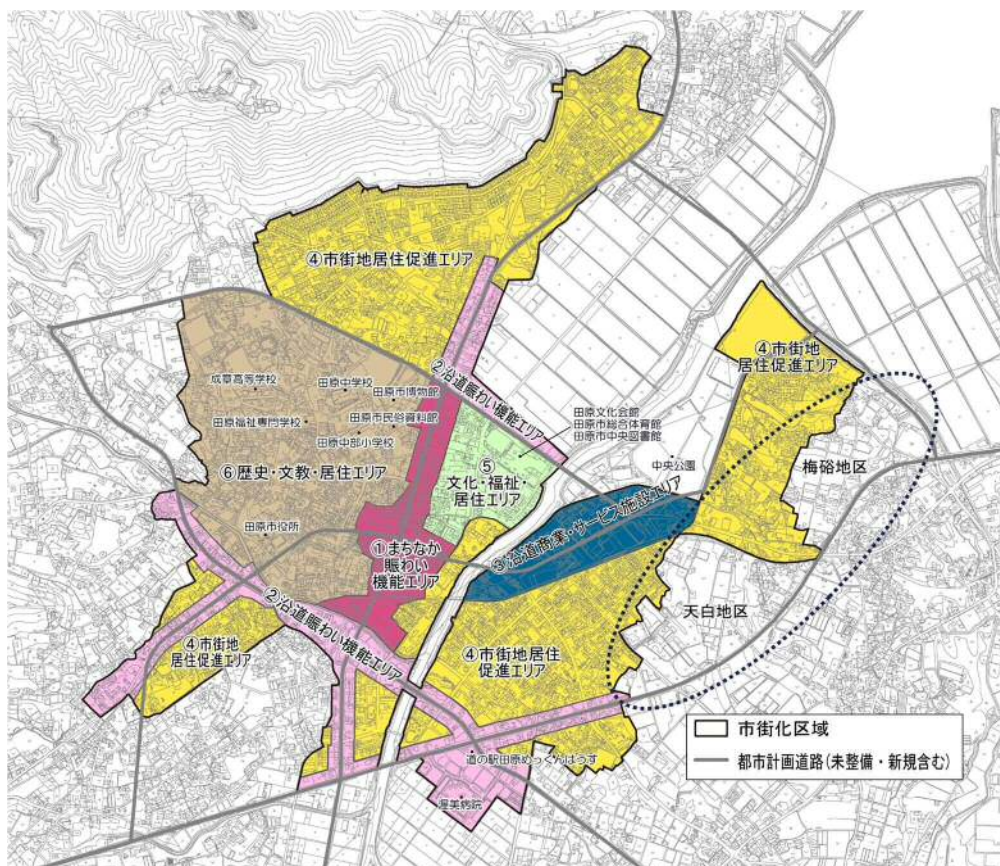 ④市街地居住促進エリア
④市街地
居住促進エリア
②沿道賑わい機能エリア
成章高等学校
田原中学校
田原市博物館
田原福祉専門学校
田原市民俗資料館
田原中部小学校
田原文化会館
田原市総合体育館
田原市中央図書館
⑤
文化・福祉・
居住エリア
中央公園
梅硲地区
⑥歴史・文教・居住エリア
③沿道商業・サービス施設エリア
田原市役所
①まちなか
賑わい
機能エリア
天白地区
②沿道賑わい機能エリア
④市街地
居住促進エリア
④市街地居住
促進エリア
道の駅田原めっくんはうす
渥美病院
市街化区域
都市計画道路(未整備・新規含む)